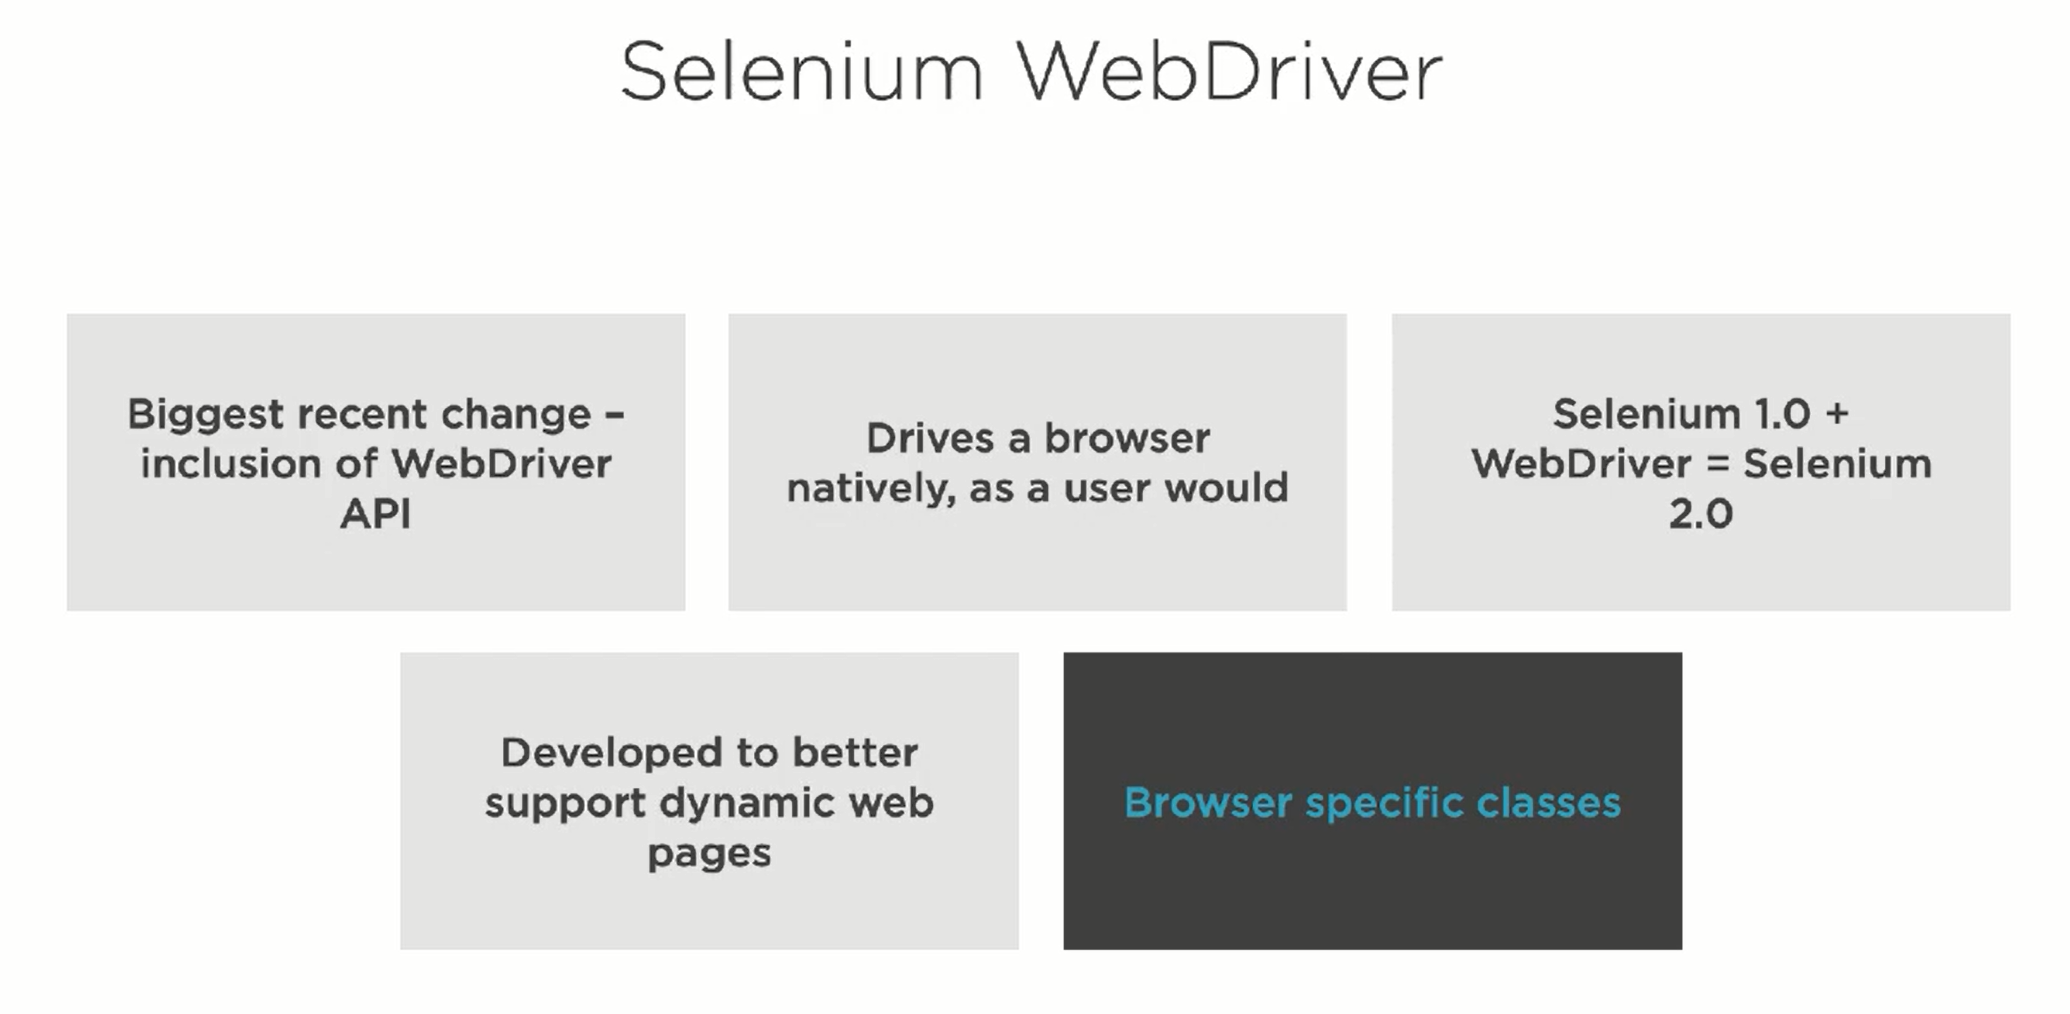 Selenium WebDriver
Biggest recent change –
inclusion of WebDriver
API
Drives a browser
natively, as a user would
Selenium 1.0 +
WebDriver = Selenium
2.0
Developed to better
support dynamic web
pages
Browser specific classes